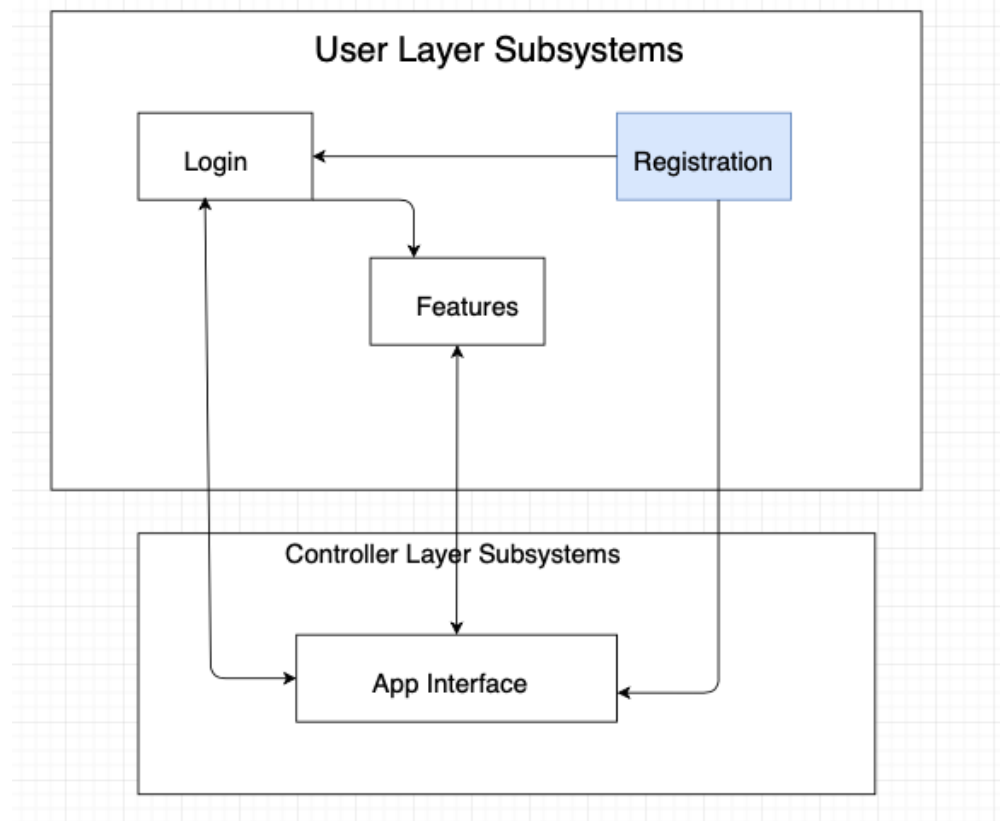 User Layer Subsystems
Login
Registration
Features
Controller Layer Subsystems
App Interface